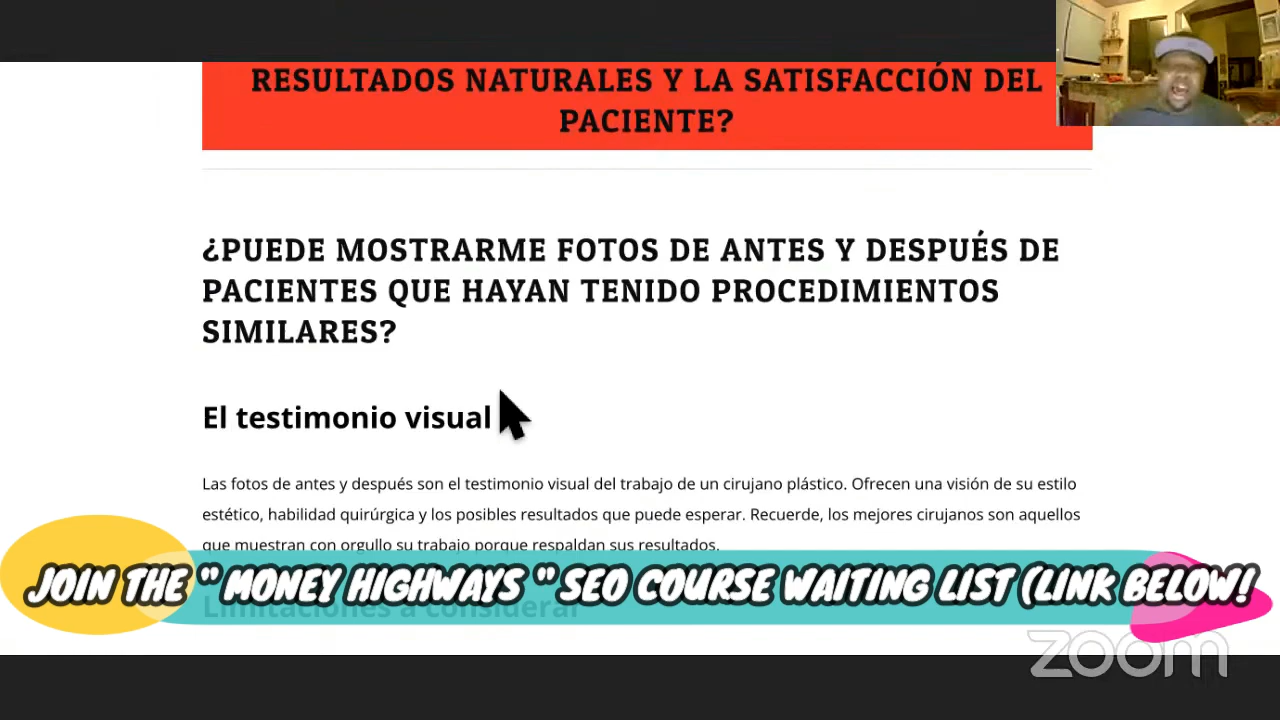 RESULTADOS NATURALES Y LA SATISFACCIÓN DEL
PACIENTE?
¿PUEDE MOSTRARME FOTOS DE ANTES Y DESPUÉS DE
PACIENTES QUE HAYAN TENIDO PROCEDIMIENTOS
SIMILARES?
El testimonio visual
Las fotos de antes y después son el testimonio visual del trabajo de un cirujano plástico. Ofrecen una visión de su estilo
estético, habilidad quirúrgica y los posibles resultados que puede esperar. Recuerde, los mejores cirujanos son aquellos
que muestran con orgullo su trabajo porque respaldan sus resultados.
JOIN THE " MONEY HIGHWAYS " SEO COURSE WAITING LIST (LINK BELOW!
Limitaciones a considerar
zoom